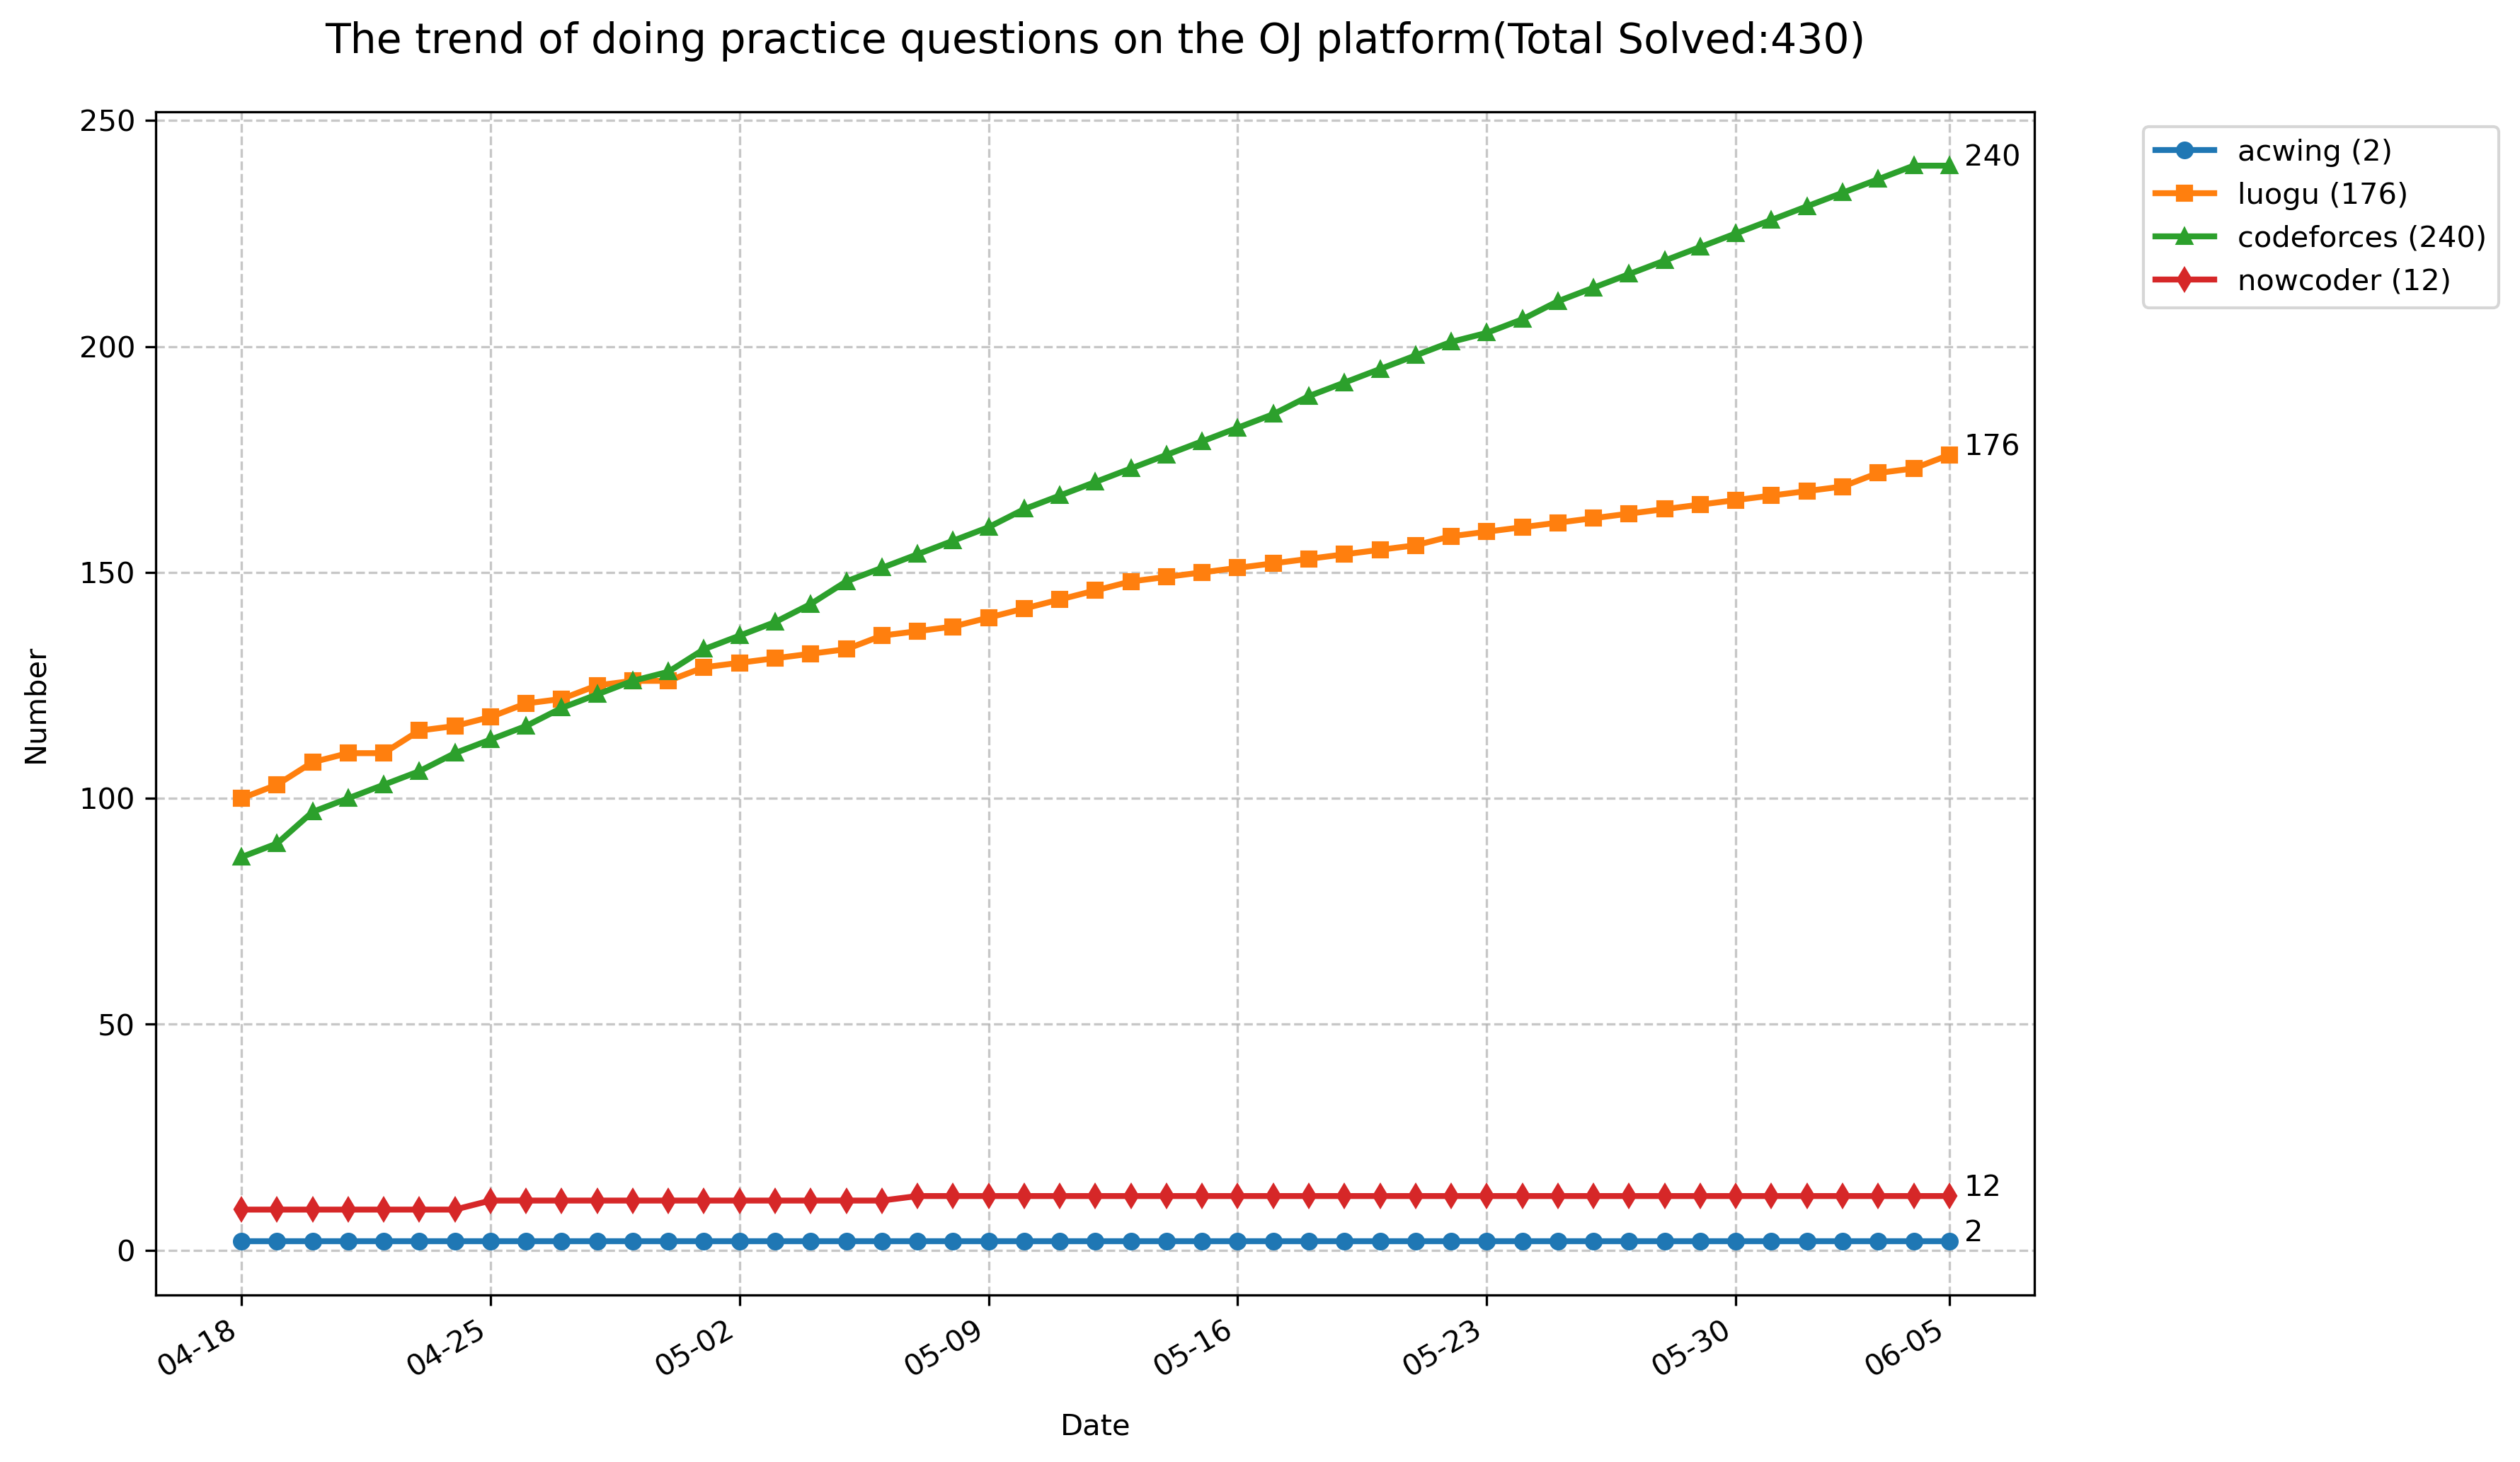 The trend of doing practice questions on the OJ platform(Total Solved:430)
250
200
150
100
50
0
Number
240
176
12
2
04-18
04-25
05-02
05-09
05-16
05-23
05-30
06-05
Date
acwing (2)
luogu (176)
codeforces (240)
nowcoder (12)